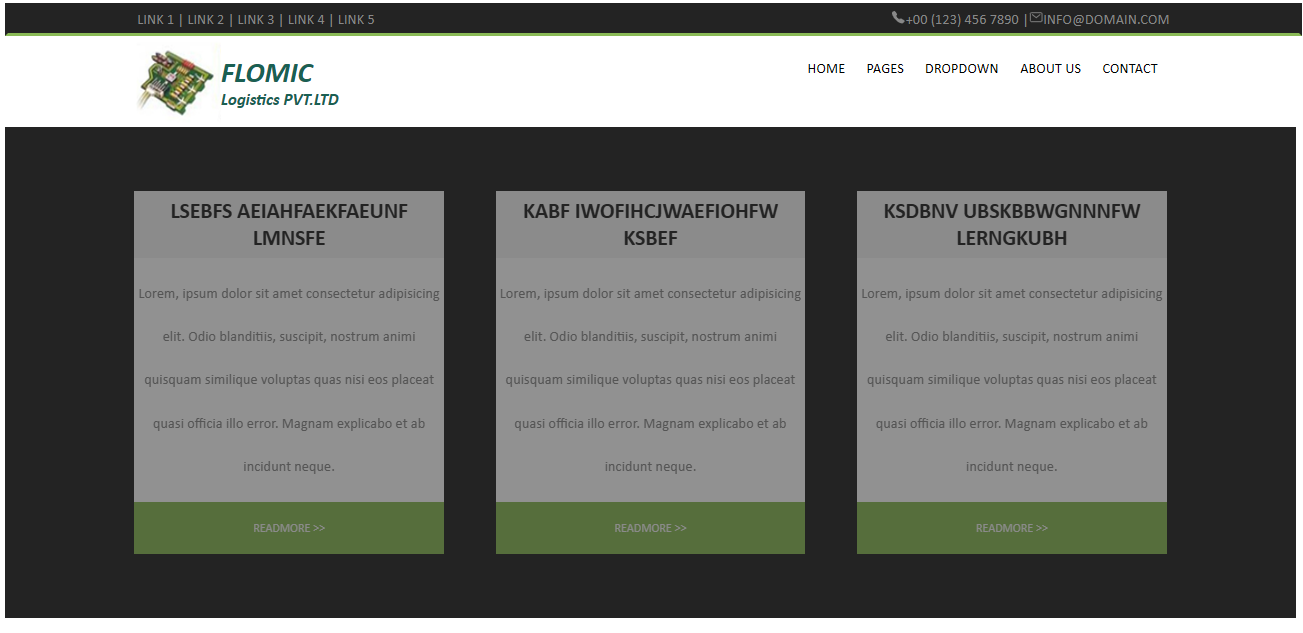 LINK 1 | LINK 2 | LINK 3 | LINK 4 | LINK 5
+00 (123) 456 7890 | INFO@DOMAIN.COM
FLOMIC
Logistics PVT.LTD
HOME PAGES DROPDOWN ABOUT US CONTACT
LSEBFS AEIAHFAEKFAEUNF
LMNSFE
Lorem, ipsum dolor sit amet consectetur adipisicing
elit. Odio blanditiis, suscipit, nostrum animi
quisquam similique voluptas quas nisi eos placeat
quasi officia illo error. Magnam explicabo et ab
incidunt neque.
READMORE >>
KABF IWOFIHCJWAEFIOHFW
KSBEF
Lorem, ipsum dolor sit amet consectetur adipisicing
elit. Odio blanditiis, suscipit, nostrum animi
quisquam similique voluptas quas nisi eos placeat
quasi officia illo error. Magnam explicabo et ab
incidunt neque.
READMORE >>
KSDBNV UBSKBBWGNNNFW
LERNGKUBH
Lorem, ipsum dolor sit amet consectetur adipisicing
elit. Odio blanditiis, suscipit, nostrum animi
quisquam similique voluptas quas nisi eos placeat
quasi officia illo error. Magnam explicabo et ab
incidunt neque.
READMORE >>